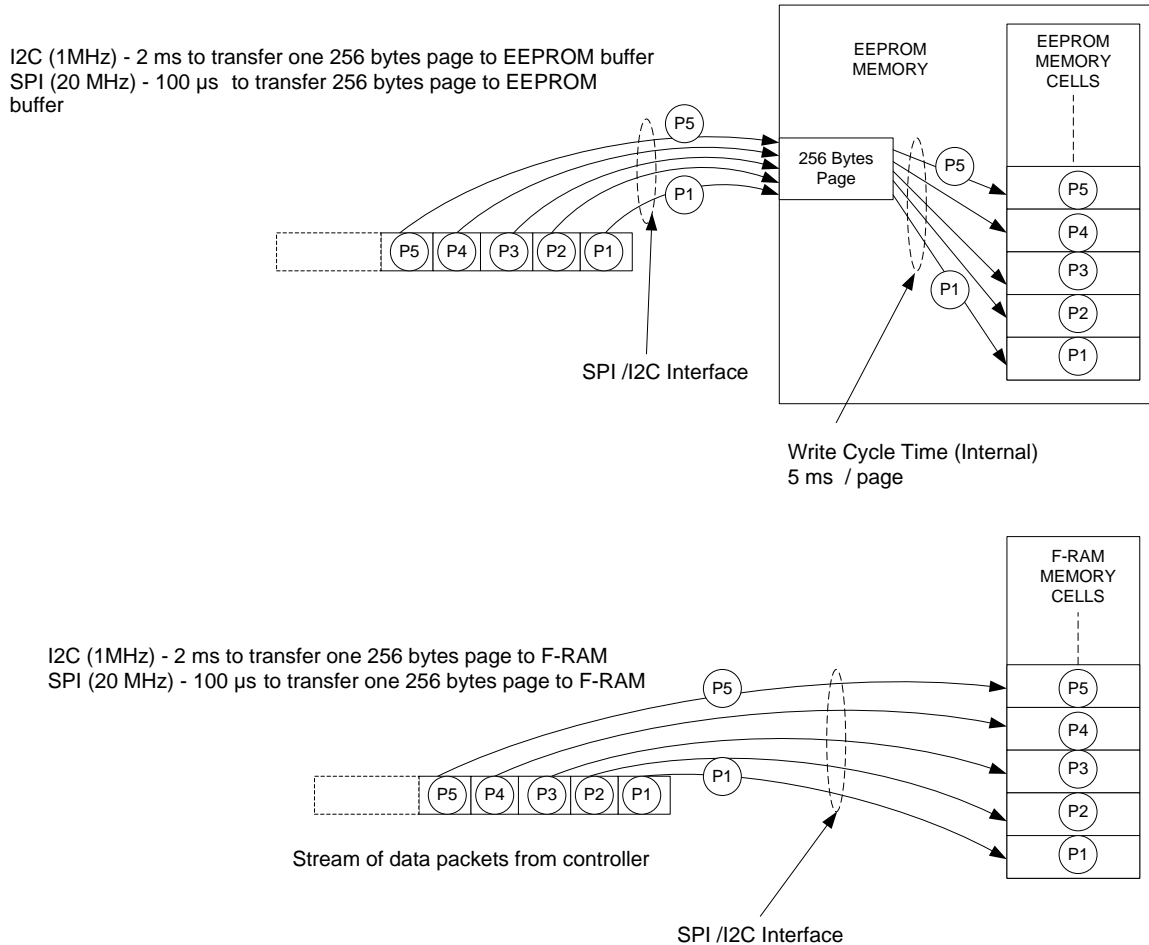 I2C (1MHz) - 2 ms to transfer one 256 bytes page to EEPROM buffer
SPI (20 MHz) - 100 µs  to transfer 256 bytes page to EEPROM
buffer
EEPROM
MEMORY
EEPROM
MEMORY
CELLS
P5
P1
256 Bytes
Page
P5
P1
P5
P4
P3
P2
P1
P5
P4
P3
P2
P1
SPI /I2C Interface
Write Cycle Time (Internal)
5 ms  / page
F-RAM
MEMORY
CELLS
I2C (1MHz) - 2 ms to transfer one 256 bytes page to F-RAM
SPI (20 MHz) - 100 µs to transfer one 256 bytes page to F-RAM
P5
P1
P5
P4
P3
P2
P1
P5
P4
P3
P2
P1
Stream of data packets from controller
SPI /I2C Interface